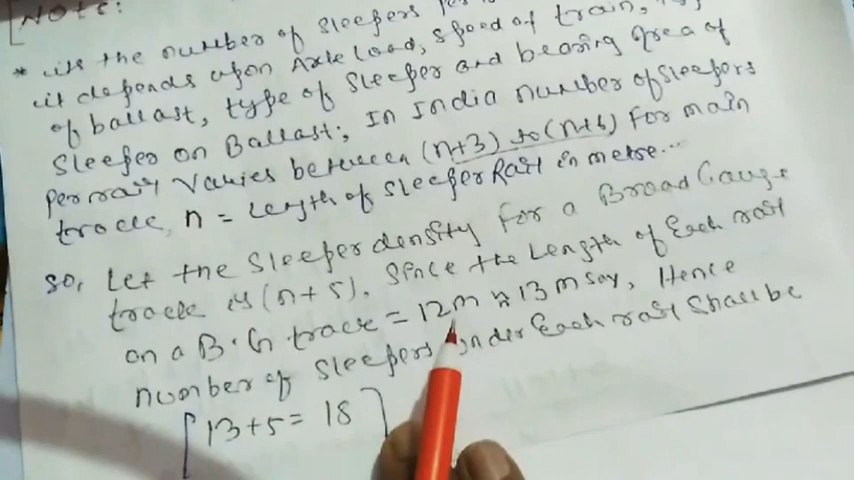 NOTE:
* the number of sleepers per
it depends upon Axle load, speed of train,
of ballast, type of sleeper and bearing area of
sleeper on Ballast; In India number of sleepers
per rail varies between (n+3) to (n+6) for main
track, n = length of sleeper Rail in metre...
So, Let the sleeper density for a Broad Gauge
track is (n+5). Since the length of Each rail
on a B.G. track = 12m ≈ 13m say, Hence
number of sleepers under Each rail shall be
[13+5 = 18]